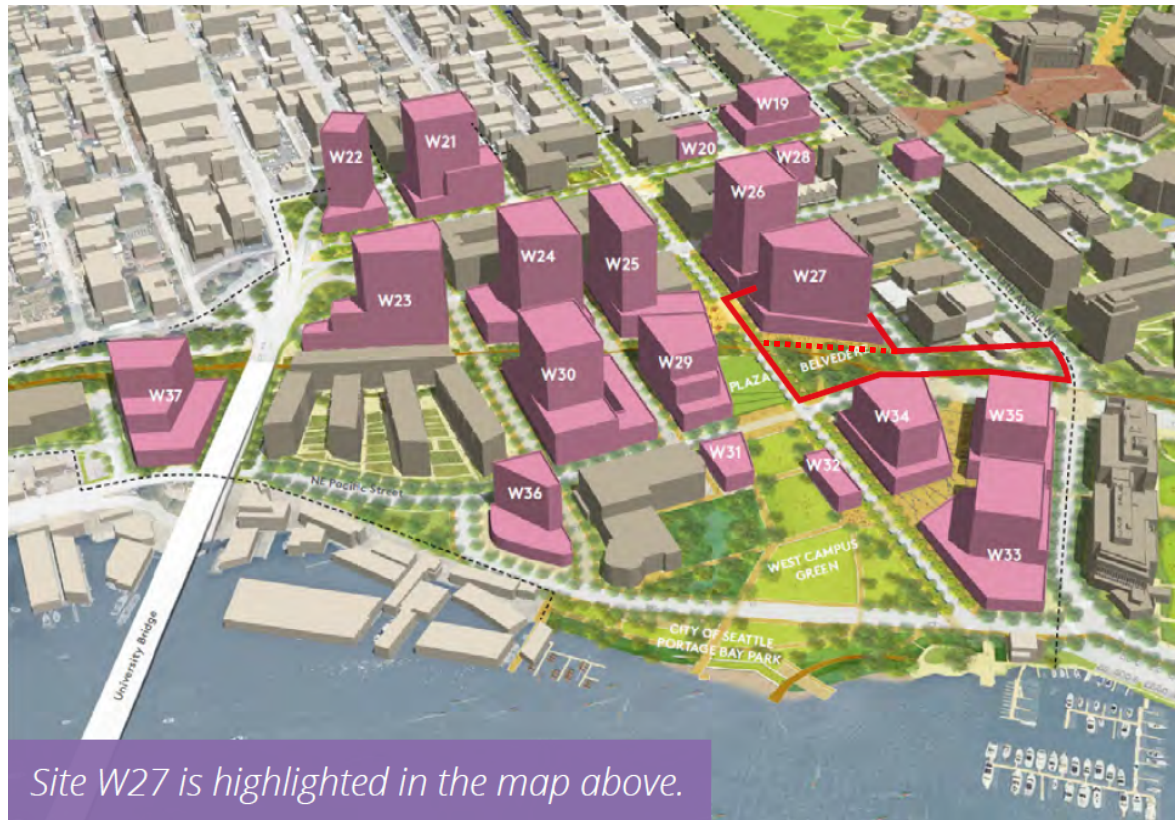 W19
W20
W21
W22
W28
W26
W24
W25
W27
W23
BELVEDE
PLAZA
W29
W30
W37
W34
W35
W31
W32
NE Pacific Street
W36
W33
WEST CAMPUS
GREEN
CITY OF SEATTLE
PORTAGE BAY PARK
University Bridge
Site W27 is highlighted in the map above.